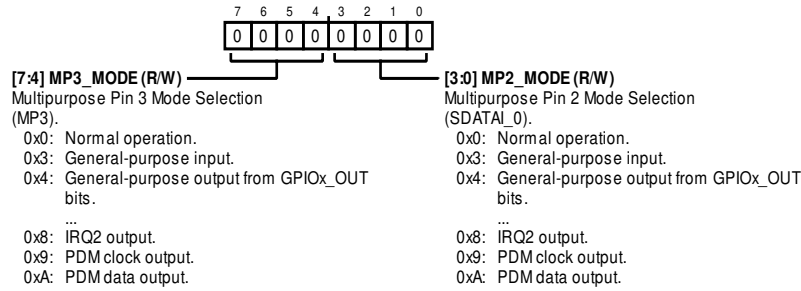 7 6 5 4 3 2 1 0
0 0 0 0 0 0 0 0
[7:4] MP3_MODE (R/W)
Multipurpose Pin 3 Mode Selection
(MP3).
0x0: Normal operation.
0x3: General-purpose input.
0x4: General-purpose output from GPIOx_OUT
bits.
...
0x8: IRQ2 output.
0x9: PDM clock output.
0xA: PDM data output.
[3:0] MP2_MODE (R/W)
Multipurpose Pin 2 Mode Selection
(SDATAI_0).
0x0: Normal operation.
0x3: General-purpose input.
0x4: General-purpose output from GPIOx_OUT
bits.
...
0x8: IRQ2 output.
0x9: PDM clock output.
0xA: PDM data output.